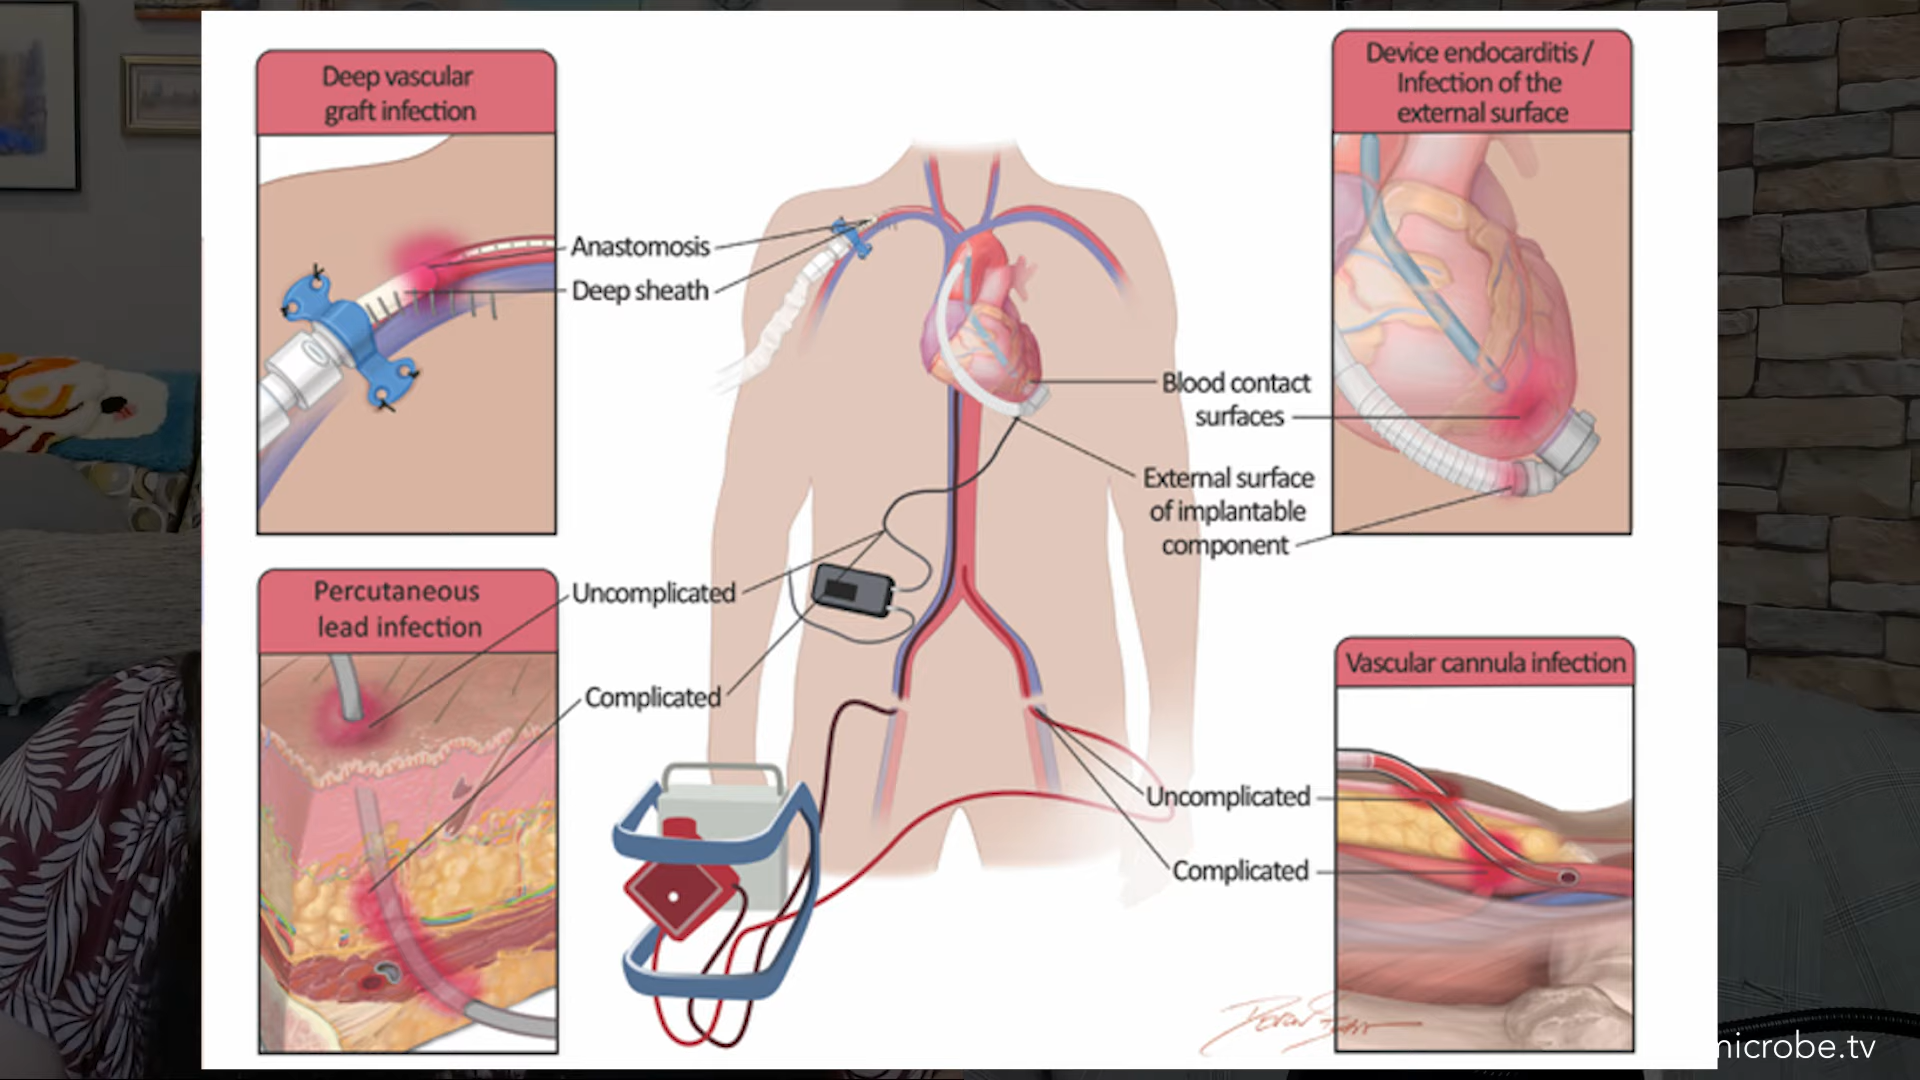 Deep vascular
graft infection
Device endocarditis /
Infection of the
external surface
Anastomosis
Deep sheath
Blood contact
surfaces
External surface
of implantable
component
Percutaneous
lead infection
Uncomplicated
Complicated
Vascular cannula infection
Uncomplicated
Complicated
microbe.tv